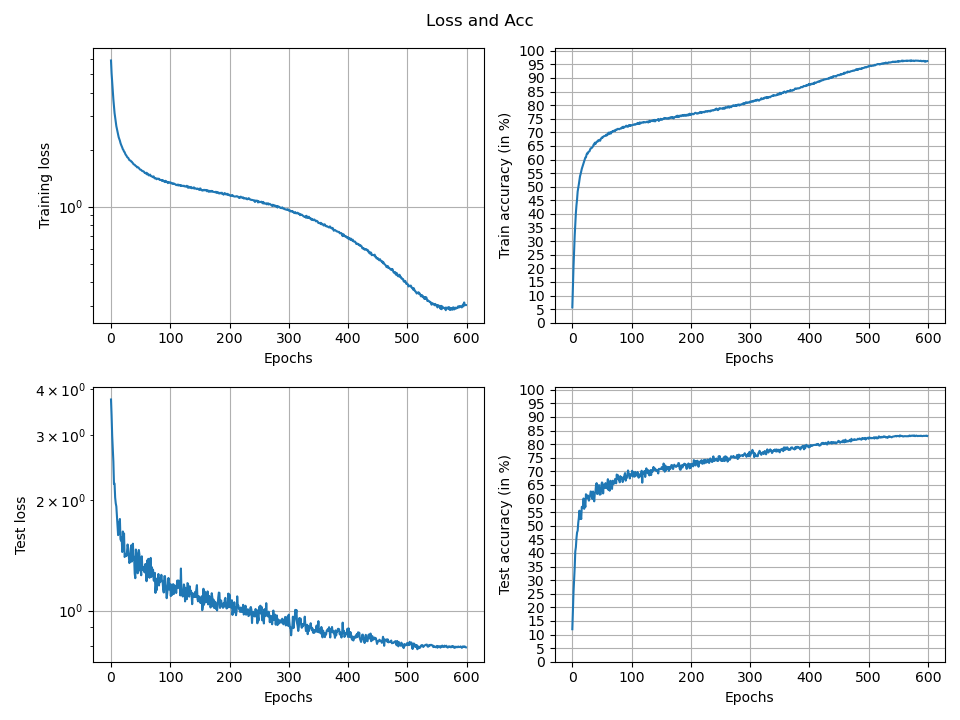 Loss and Acc
Training loss
10⁰
0 100 200 300 400 500 600
Epochs
Train accuracy (in %)
100
95
90
85
80
75
70
65
60
55
50
45
40
35
30
25
20
15
10
5
0
0 100 200 300 400 500 600
Epochs
Test loss
4 × 10⁰
3 × 10⁰
2 × 10⁰
10⁰
0 100 200 300 400 500 600
Epochs
Test accuracy (in %)
100
95
90
85
80
75
70
65
60
55
50
45
40
35
30
25
20
15
10
5
0
0 100 200 300 400 500 600
Epochs